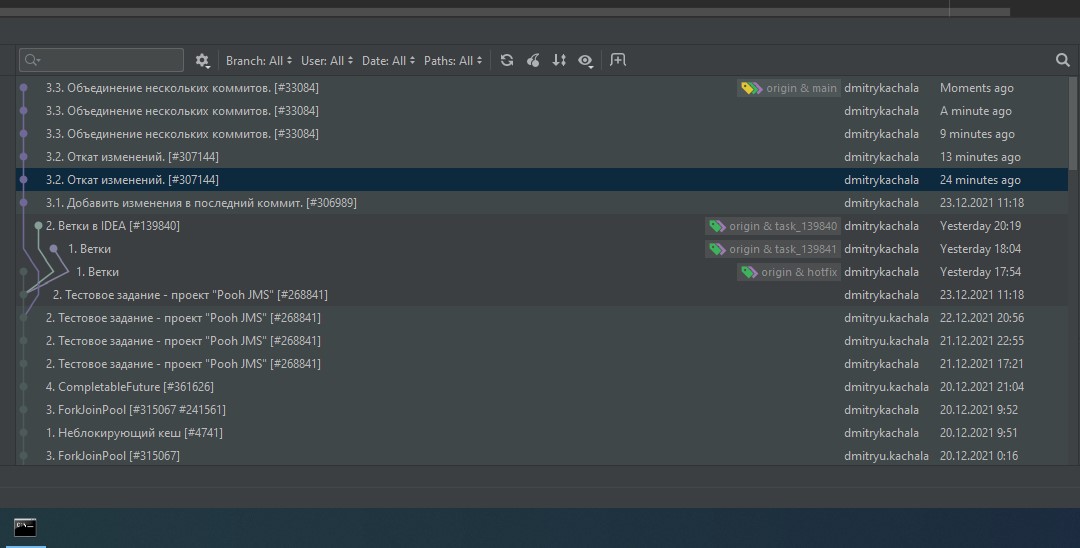 Branch: All User: All Date: All Paths: All
3.3. Объединение нескольких коммитов. [#33084] origin & main dmitrykachala Moments ago
3.3. Объединение нескольких коммитов. [#33084] dmitrykachala A minute ago
3.3. Объединение нескольких коммитов. [#33084] dmitrykachala 9 minutes ago
3.2. Откат изменений. [#307144] dmitrykachala 13 minutes ago
3.2. Откат изменений. [#307144] dmitrykachala 24 minutes ago
3.1. Добавить изменения в последний коммит. [#306989] dmitrykachala 23.12.2021 11:18
2. Ветки в IDEA [#139840] origin & task_139840 dmitrykachala Yesterday 20:19
1. Ветки origin & task_139841 dmitrykachala Yesterday 18:04
1. Ветки origin & hotfix dmitrykachala Yesterday 17:54
2. Тестовое задание - проект "Pooh JMS" [#268841] dmitrykachala 23.12.2021 11:18
2. Тестовое задание - проект "Pooh JMS" [#268841] dmitryu.kachala 22.12.2021 20:56
2. Тестовое задание - проект "Pooh JMS" [#268841] dmitryu.kachala 21.12.2021 22:55
2. Тестовое задание - проект "Pooh JMS" [#268841] dmitrykachala 21.12.2021 17:21
4. CompletableFuture [#361626] dmitryu.kachala 20.12.2021 21:04
3. ForkJoinPool [#315067 #241561] dmitrykachala 20.12.2021 9:52
1. Неблокирующий кеш [#4741] dmitrykachala 20.12.2021 9:51
3. ForkJoinPool [#315067] dmitryu.kachala 20.12.2021 0:16